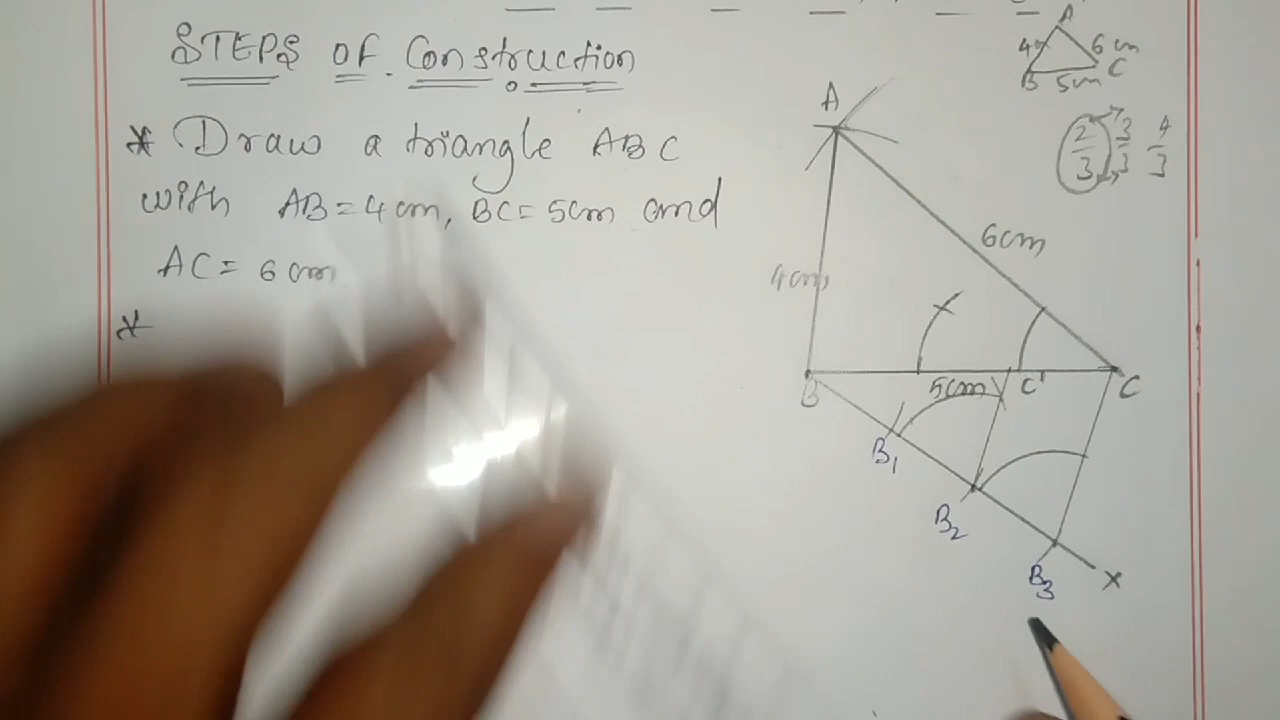 STEPS of Construction
* Draw a triangle ABC
with AB = 4 cm, BC = 5cm and
AC = 6 cm
*
A
6 cm
B 5cm C
2/3 3/3 4/3
A
6cm
4cm
B 5cm C' C
B1
B2
B3 X